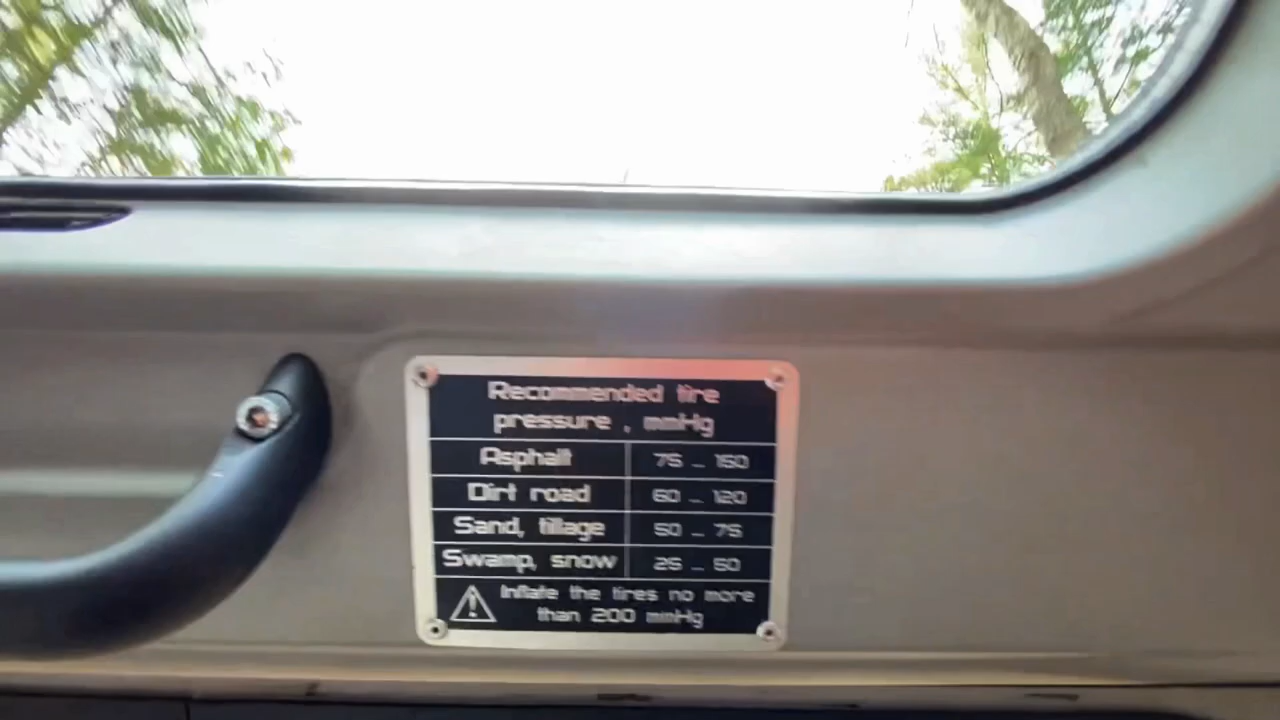 Recommended tire
pressure , mmHg
Asphalt 75 ... 150
Dirt road 60 ... 120
Sand, tillage 50 ... 75
Swamp, snow 25 ... 50
Inflate the tires no more
than 200 mmHg